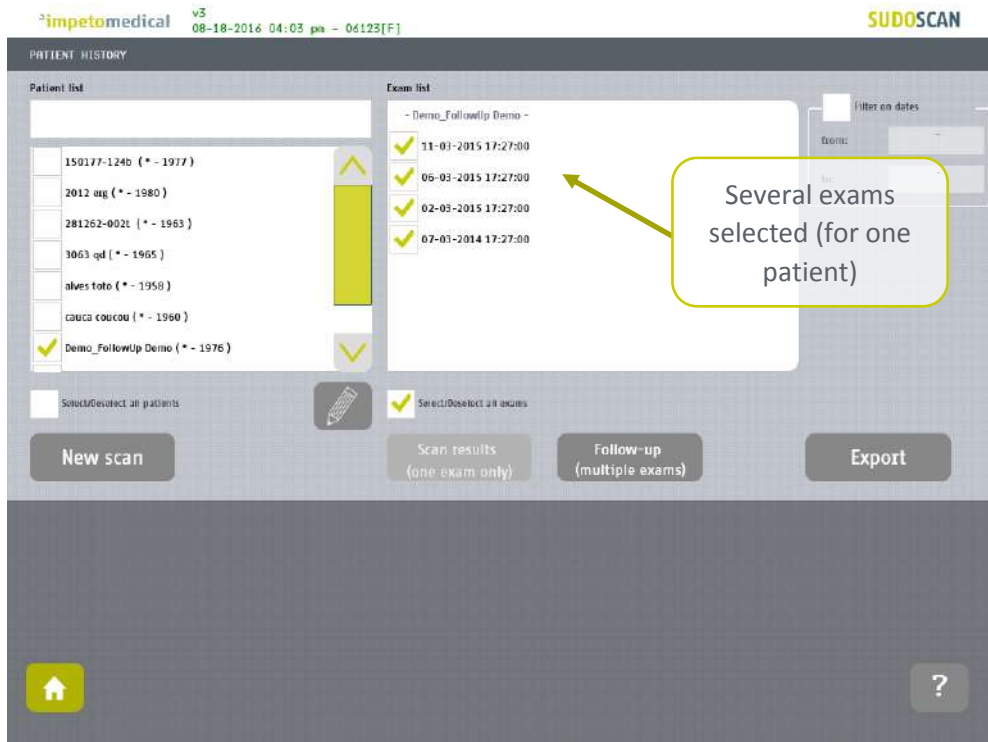 impetomedical
v3
08-18-2016 04:03 pm - 06123[F]
SUDOSCAN
PATIENT HISTORY
Patient list
150177-124b ( * - 1977 )
2012 arg ( * - 1980 )
281262-002t ( * - 1963 )
3063 qd ( * - 1965 )
alves toto ( * - 1958 )
cauca coucou ( * - 1960 )
Demo_FollowUp Demo ( * - 1976 )
Select/Deselect all patients
New scan
Exam list
- Demo_FollowUp Demo -
11-03-2015 17:27:00
06-03-2015 17:27:00
02-03-2015 17:27:00
07-03-2014 17:27:00
Select/Deselect all exams
Scan results
(one exam only)
Follow-up
(multiple exams)
Filter on dates
from:
-
to:
-
Several exams
selected (for one
patient)
Export
?